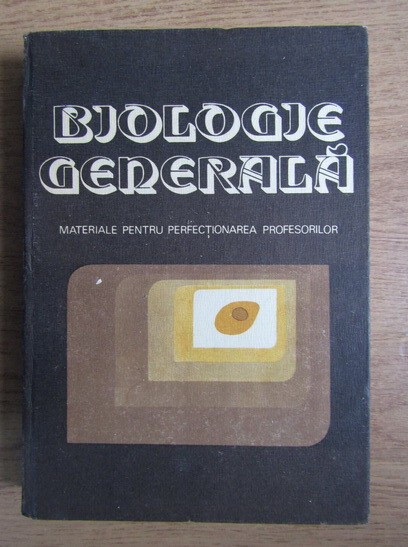 BIOLOGIE
GENERALĂ
MATERIALE PENTRU PERFECȚIONAREA PROFESORILOR